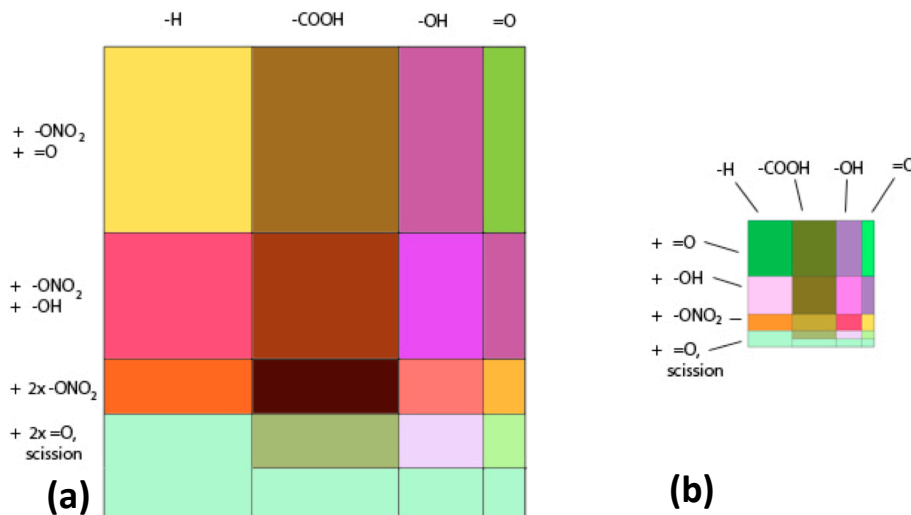 -H -COOH -OH =O
+ -ONO₂
+ =O
+ -ONO₂
+ -OH
+ 2x -ONO₂
+ 2x =O,
scission
(a)
-H -COOH -OH =O
+ =O
+ -OH
+ -ONO₂
+ =O,
scission
(b)